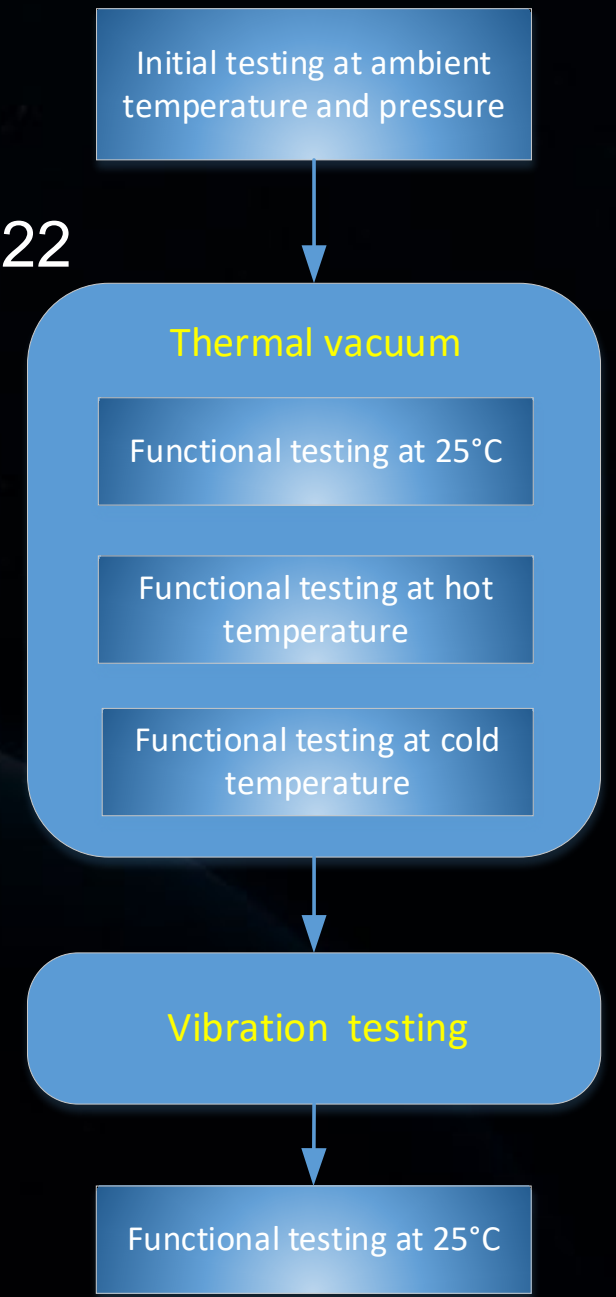 Initial testing at ambient
temperature and pressure
22
Thermal vacuum
Functional testing at 25°C
Functional testing at hot
temperature
Functional testing at cold
temperature
Vibration  testing
Functional testing at 25°C